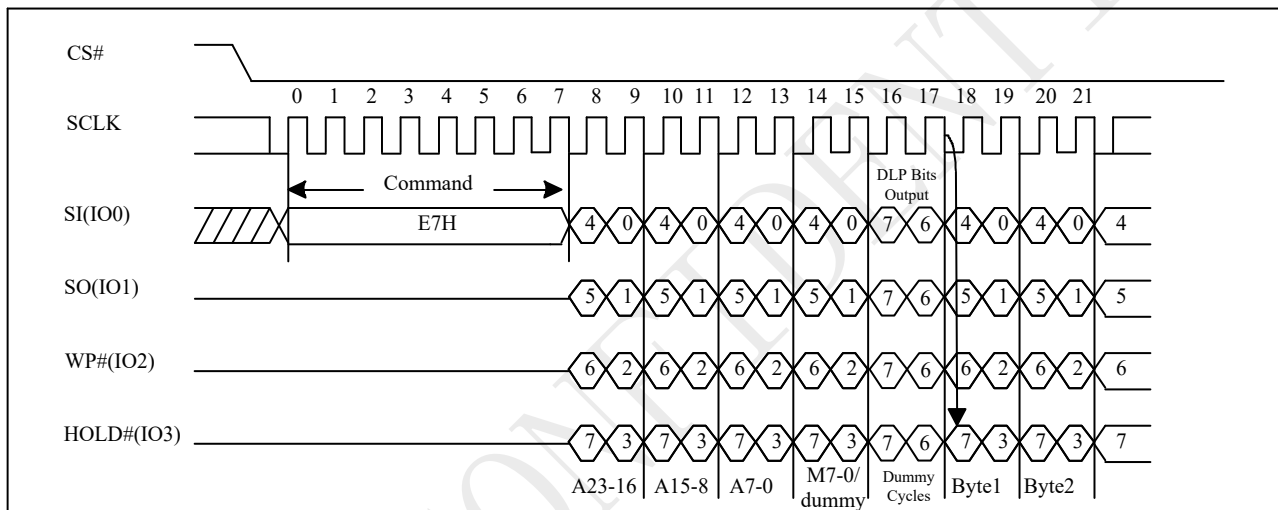 CS#
0 1 2 3 4 5 6 7 8 9 10 11 12 13 14 15 16 17 18 19 20 21
SCLK
Command
DLP Bits
Output
SI(IO0) E7H 4 0 4 0 4 0 4 0 7 6 4 0 4 0 4
SO(IO1) 5 1 5 1 5 1 5 1 7 6 5 1 5 1 5
WP#(IO2) 6 2 6 2 6 2 6 2 7 6 6 2 6 2 6
HOLD#(IO3) 7 3 7 3 7 3 7 3 7 6 7 3 7 3 7
A23-16 A15-8 A7-0 M7-0/
dummy Dummy
Cycles Byte1 Byte2